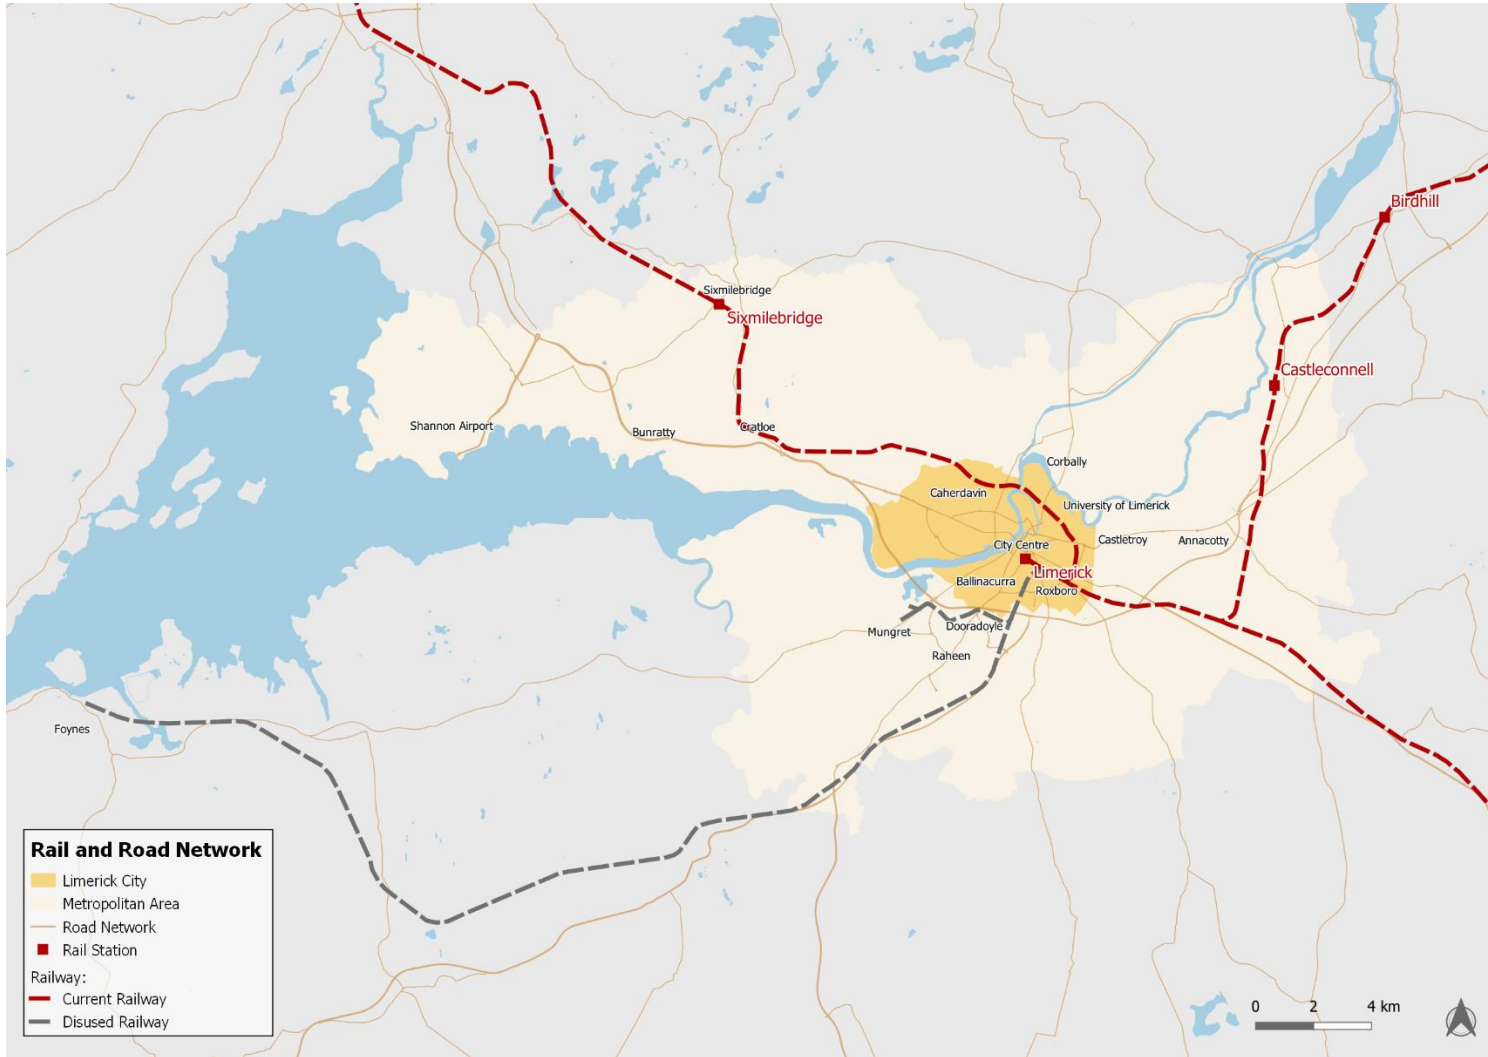 Birdhill
Sixmilebridge
Sixmilebridge
Castleconnell
Shannon Airport
Bunratty
Cratloe
Corbally
Caherdavin
University of Limerick
City Centre
Castletroy
Annacotty
Limerick
Ballinacurra
Roxboro
Mungret
Dooradoyle
Raheen
Foynes
Rail and Road Network
Limerick City
Metropolitan Area
Road Network
Rail Station
Railway:
Current Railway
Disused Railway
0 2 4 km